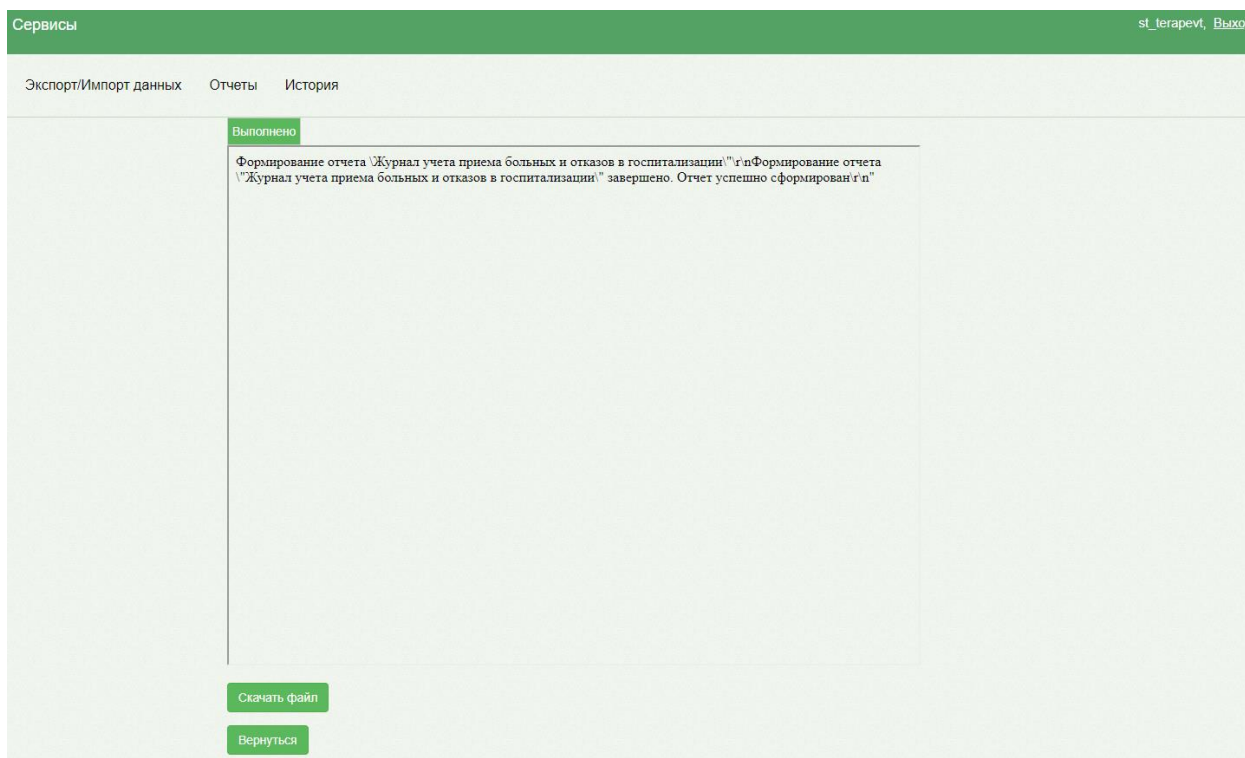 Сервисы
st_terapevt, Выхо
Экспорт/Импорт данных Отчеты История
Выполнено
Формирование отчета \Журнал учета приема больных и отказов в госпитализации\"\r\nФормирование отчета
\"Журнал учета приема больных и отказов в госпитализации\" завершено. Отчет успешно сформирован\r\n"
Скачать файл
Вернуться